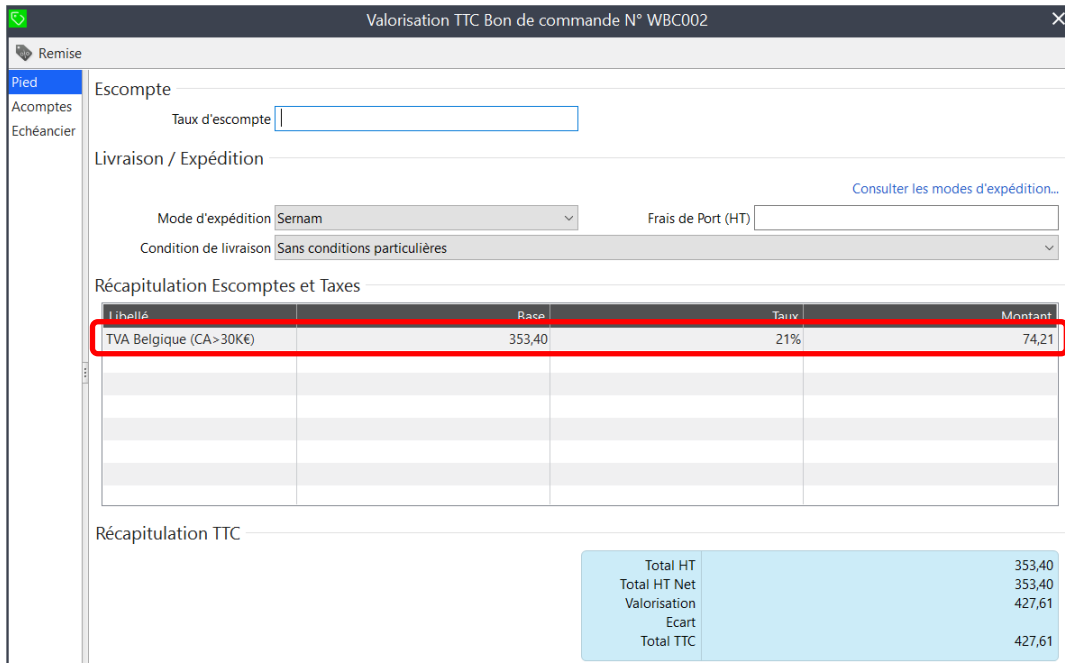 Valorisation TTC Bon de commande N° WBC002
Remise
Pied
Acomptes
Echéancier
Escompte
Taux d'escompte
Livraison / Expédition
Consulter les modes d'expédition...
Mode d'expédition Sernam Frais de Port (HT)
Condition de livraison Sans conditions particulières
Récapitulation Escomptes et Taxes
Libellé Base Taux Montant
TVA Belgique (CA>30K€) 353,40 21% 74,21
Récapitulation TTC
Total HT 353,40
Total HT Net 353,40
Valorisation 427,61
Ecart
Total TTC 427,61